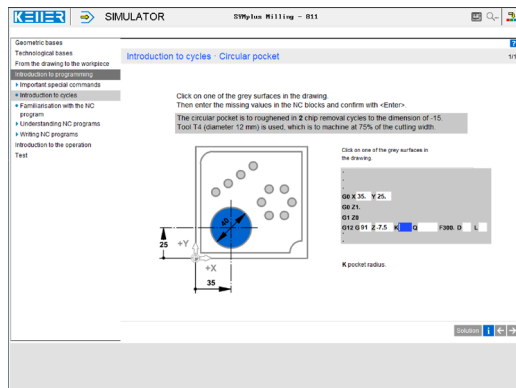 KELLER
SIMULATOR
SYMplus Milling - 811
Geometric bases
Technological bases
From the drawing to the workpiece
Introduction to programming
Important special commands
Introduction to cycles
Familiarisation with the NC
program
Understanding NC programs
Writing NC programs
Introduction to the operation
Test
Introduction to cycles - Circular pocket
1/1
Click on one of the grey surfaces in the drawing.
Then enter the missing values in the NC blocks and confirm with <Enter>.
The circular pocket is to roughened in 2 chip removal cycles to the dimension of -15.
Tool T4 (diameter 12 mm) is used, which is to machine at 75% of the cutting width.
40
25
+Y
+X
35
Click on one of the grey surfaces in
the drawing.
G0 X 35. Y 25.
G0 Z1.
G1 Z0
G12 G 91 Z -7.5 K Q F300. D L
K pocket radius.
Solution